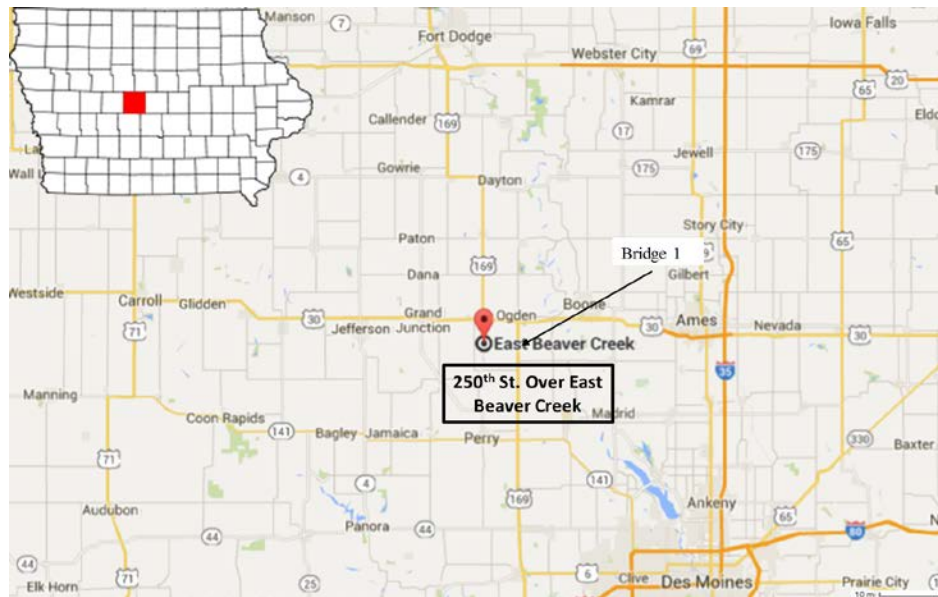 Manson
7
Iowa Falls
Fort Dodge
69
Webster City
20
65
Kamrar
Callender
169
17
Jewell
175
175
Gowrie
4
Dayton
Story City
65
Paton
Bridge 1
169
Gilbert
Dana
Westside
Carroll
Glidden
Grand
Ogden
Boone
30
Jefferson
Junction
30
Ames
Nevada
30
71
East Beaver Creek
35
250th St. Over East
Beaver Creek
Manning
Coon Rapids
Madrid
141
Bagley
Jamaica
Perry
330
Baxter
71
4
141
169
Ankeny
Audubon
Panora
44
44
65
80
44
25
6
Elk Horn
71
Clive
Des Moines
Prairie City